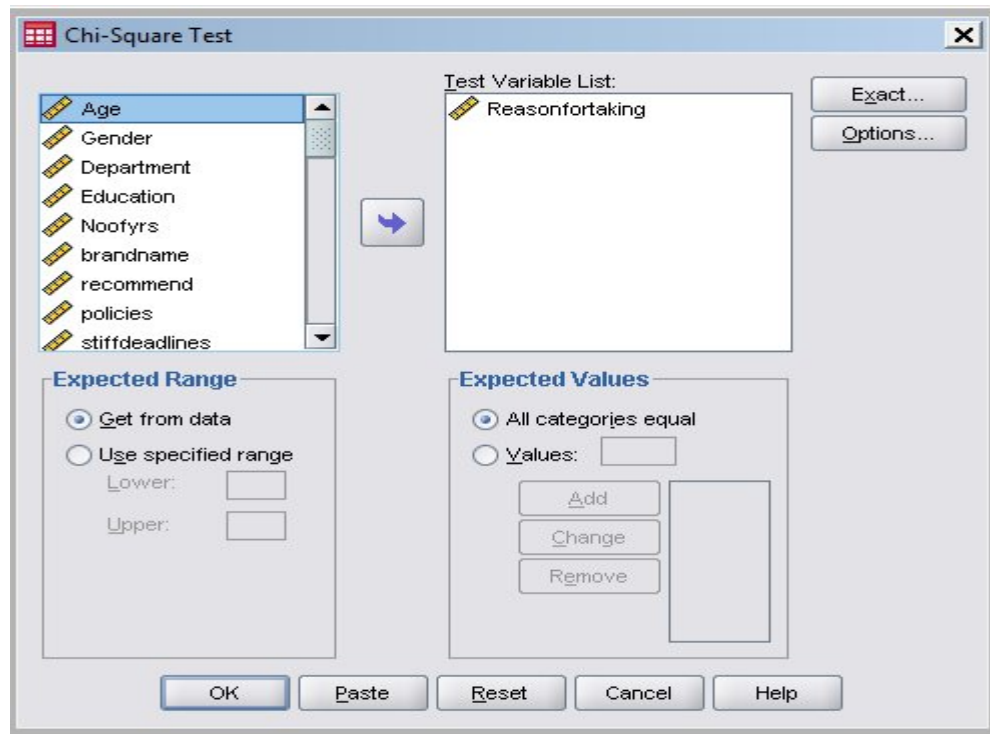 Chi-Square Test
Age
Gender
Department
Education
Noofyrs
brandname
recommend
policies
stiffdeadlines
Test Variable List:
Reasonfortaking
Exact...
Options...
Expected Range
Get from data
Use specified range
Lower:
Upper:
Expected Values
All categories equal
Values:
Add
Change
Remove
OK
Paste
Reset
Cancel
Help